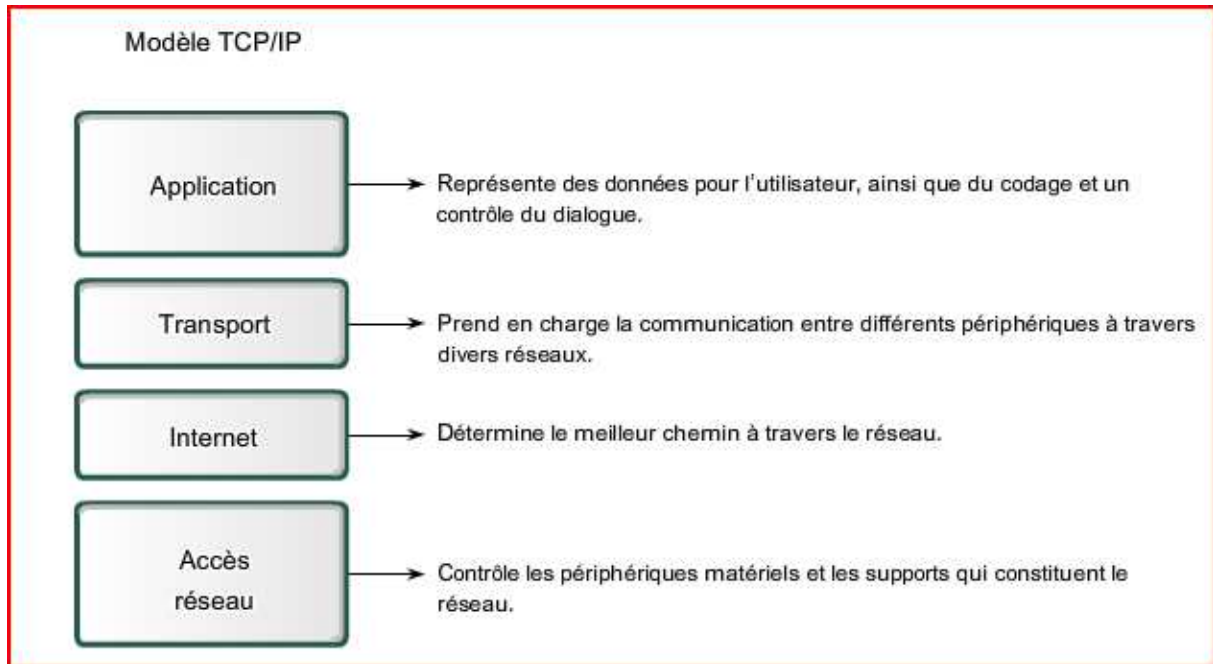 Modèle TCP/IP
Application
Représente des données pour l'utilisateur, ainsi que du codage et un
contrôle du dialogue.
Transport
Prend en charge la communication entre différents périphériques à travers
divers réseaux.
Internet
Détermine le meilleur chemin à travers le réseau.
Accès
réseau
Contrôle les périphériques matériels et les supports qui constituent le
réseau.